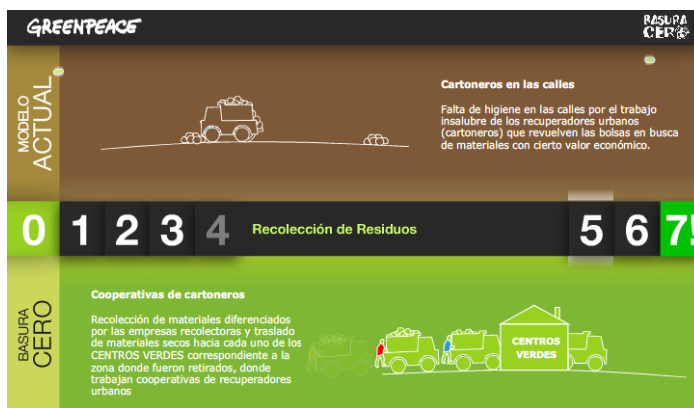 GREENPEACE
BASURA
CERO
MODELO
ACTUAL
Cartoneros en las calles
Falta de higiene en las calles por el trabajo
insalubre de los recuperadores urbanos
(cartoneros) que revuelven las bolsas en busca
de materiales con cierto valor económico.
0 1 2 3 4 Recolección de Residuos 5 6 7!
BASURA
CERO
Cooperativas de cartoneros
Recolección de materiales diferenciados
por las empresas recolectoras y traslado
de materiales secos hacia cada uno de los
CENTROS VERDES correspondiente a la
zona donde fueron retirados, donde
trabajan cooperativas de recuperadores
urbanos
CENTROS
VERDES